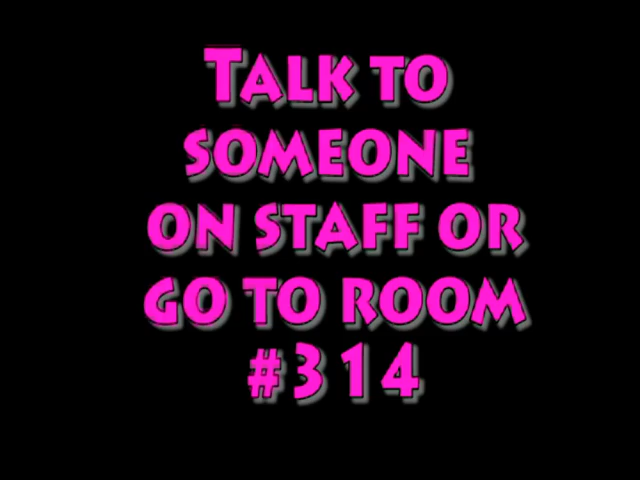 Talk to
someone
on staff or
go to room
#314